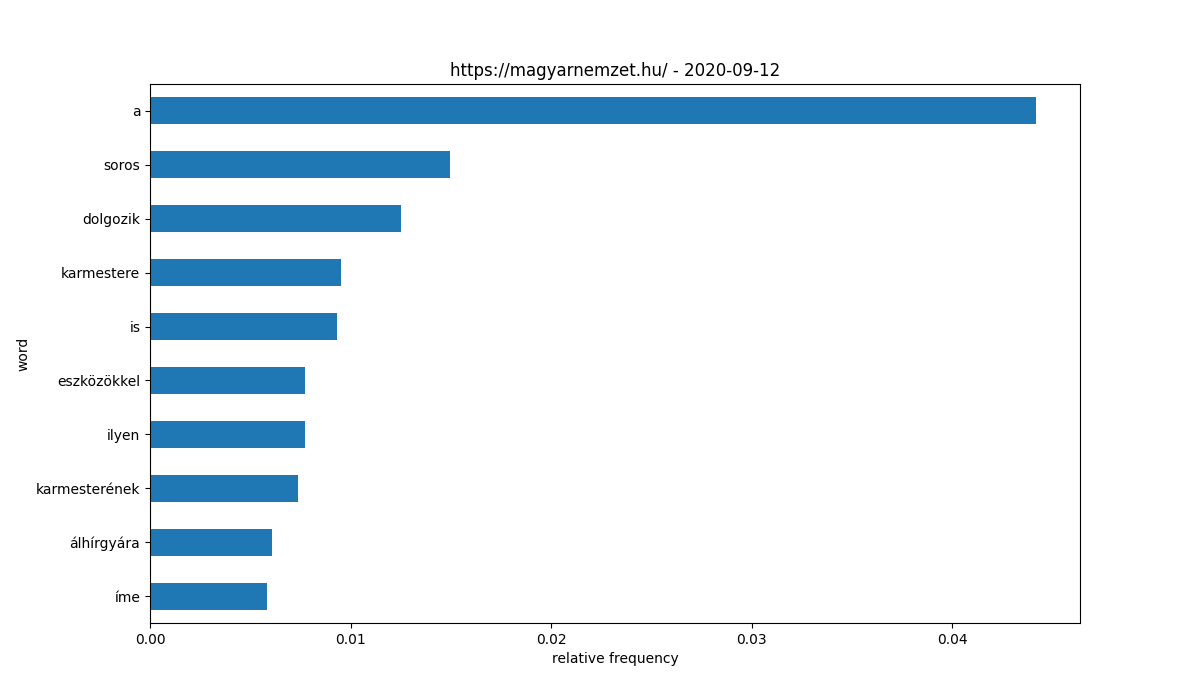 https://magyarnemzet.hu/ - 2020-09-12
a
soros
dolgozik
karmestere
is
eszközökkel
ilyen
karmesterének
álhírgyára
íme
word
0.00 0.01 0.02 0.03 0.04
relative frequency